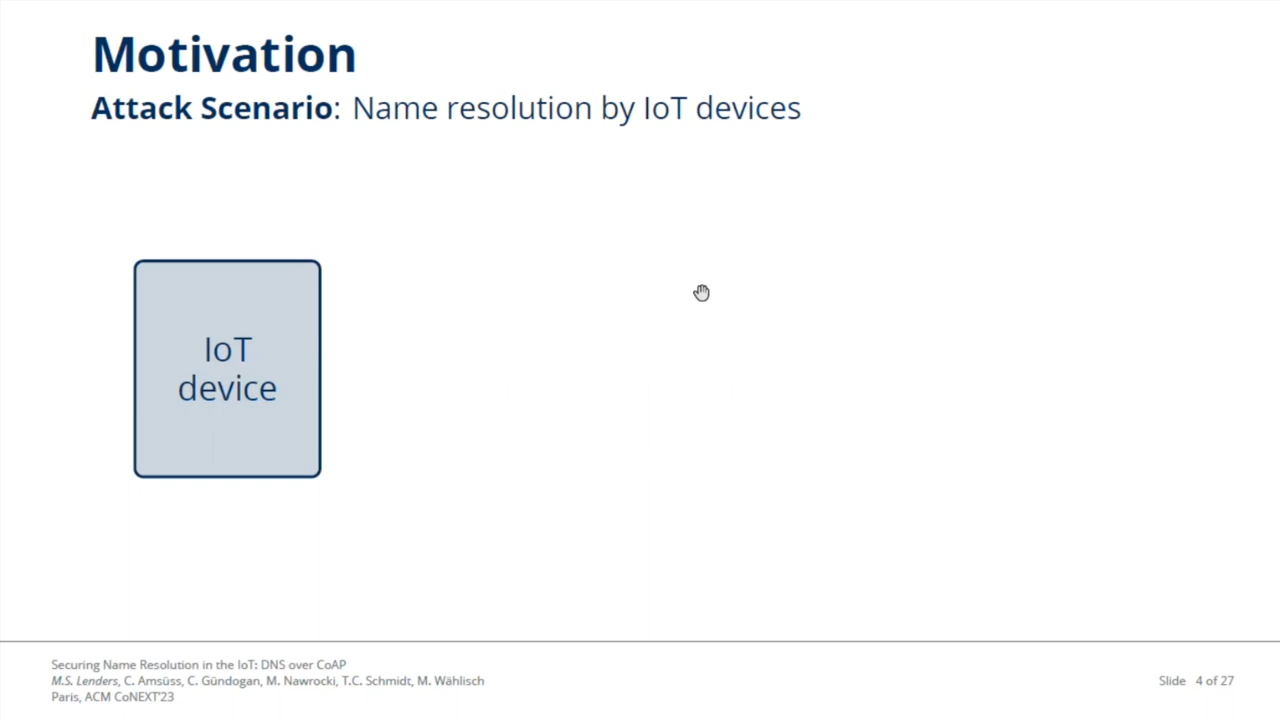 Motivation
Attack Scenario: Name resolution by IoT devices
IoT
device
Securing Name Resolution in the IoT: DNS over CoAP
M.S. Lenders, C. Amsüss, C. Gündogan, M. Nawrocki, T.C. Schmidt, M. Wählisch
Paris, ACM CoNEXT'23
Slide 4 of 27